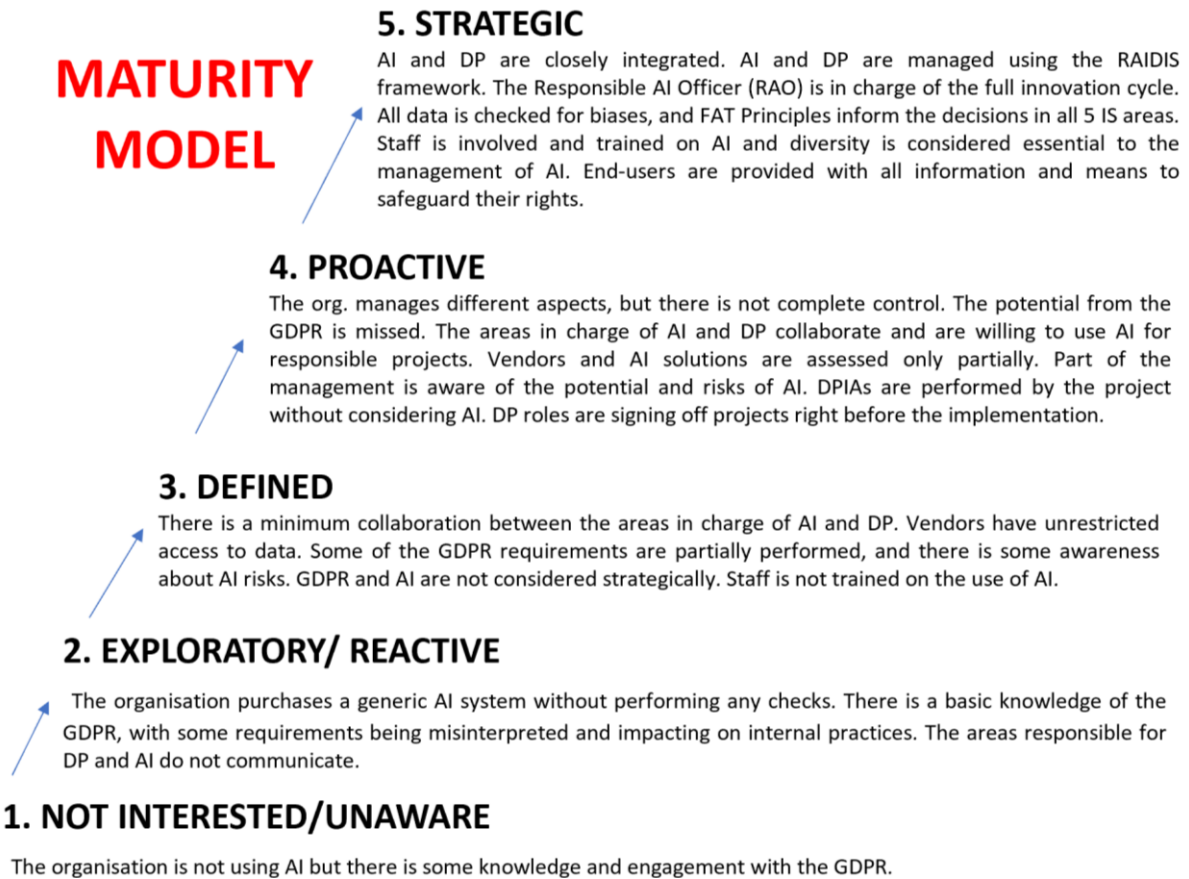 MATURITY
MODEL
5. STRATEGIC
AI and DP are closely integrated. AI and DP are managed using the RAIDIS
framework. The Responsible AI Officer (RAO) is in charge of the full innovation cycle.
All data is checked for biases, and FAT Principles inform the decisions in all 5 IS areas.
Staff is involved and trained on AI and diversity is considered essential to the
management of AI. End-users are provided with all information and means to
safeguard their rights.
4. PROACTIVE
The org. manages different aspects, but there is not complete control. The potential from the
GDPR is missed. The areas in charge of AI and DP collaborate and are willing to use AI for
responsible projects. Vendors and AI solutions are assessed only partially. Part of the
management is aware of the potential and risks of AI. DPIAs are performed by the project
without considering AI. DP roles are signing off projects right before the implementation.
3. DEFINED
There is a minimum collaboration between the areas in charge of AI and DP. Vendors have unrestricted
access to data. Some of the GDPR requirements are partially performed, and there is some awareness
about AI risks. GDPR and AI are not considered strategically. Staff is not trained on the use of AI.
2. EXPLORATORY/ REACTIVE
The organisation purchases a generic AI system without performing any checks. There is a basic knowledge of the
GDPR, with some requirements being misinterpreted and impacting on internal practices. The areas responsible for
DP and AI do not communicate.
1. NOT INTERESTED/UNAWARE
The organisation is not using AI but there is some knowledge and engagement with the GDPR.